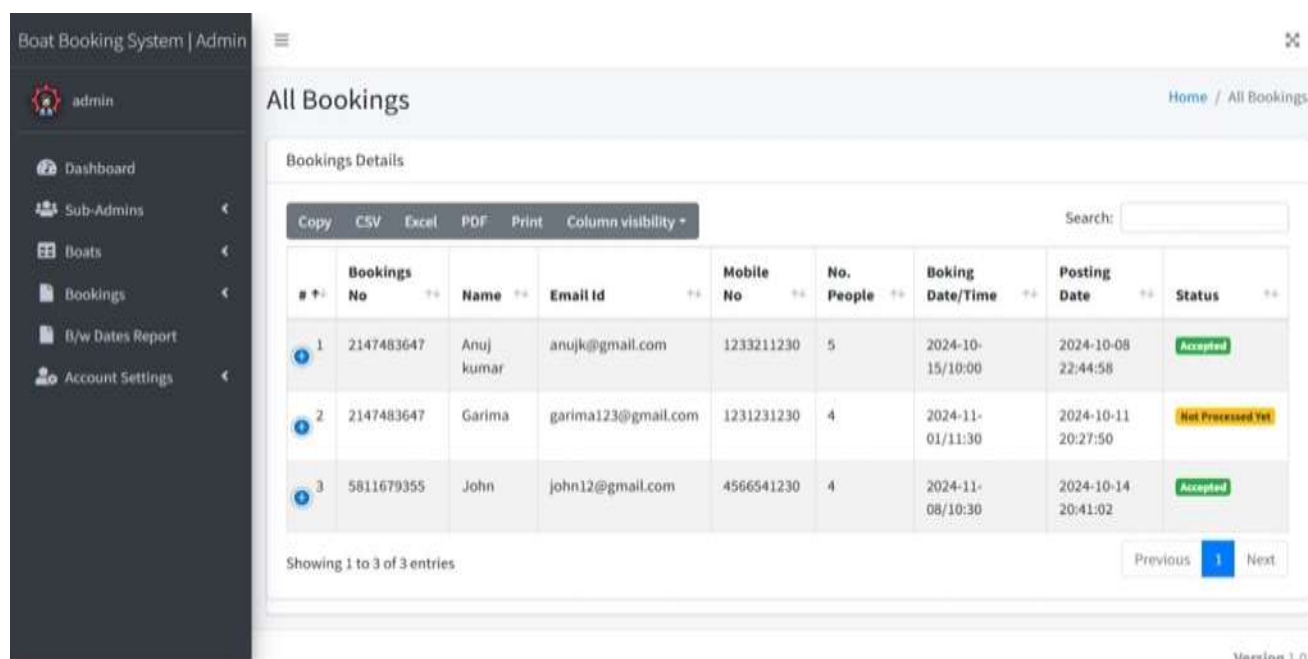 Boat Booking System | Admin
admin
Dashboard
Sub-Admins
Boats
Bookings
B/w Dates Report
Account Settings
All Bookings
Home / All Bookings
Bookings Details
Copy CSV Excel PDF Print Column visibility
Search:
# Bookings No Name Email Id Mobile No No. People Boking Date/Time Posting Date Status
1 2147483647 Anuj kumar anujk@gmail.com 1233211230 5 2024-10-15/10:00 2024-10-08 22:44:58 Accepted
2 2147483647 Garima garima123@gmail.com 1231231230 4 2024-11-01/11:30 2024-10-11 20:27:50 Not Processed Yet
3 5811679355 John john12@gmail.com 4566541230 4 2024-11-08/10:30 2024-10-14 20:41:02 Accepted
Showing 1 to 3 of 3 entries
Previous 1 Next
Version 1.0